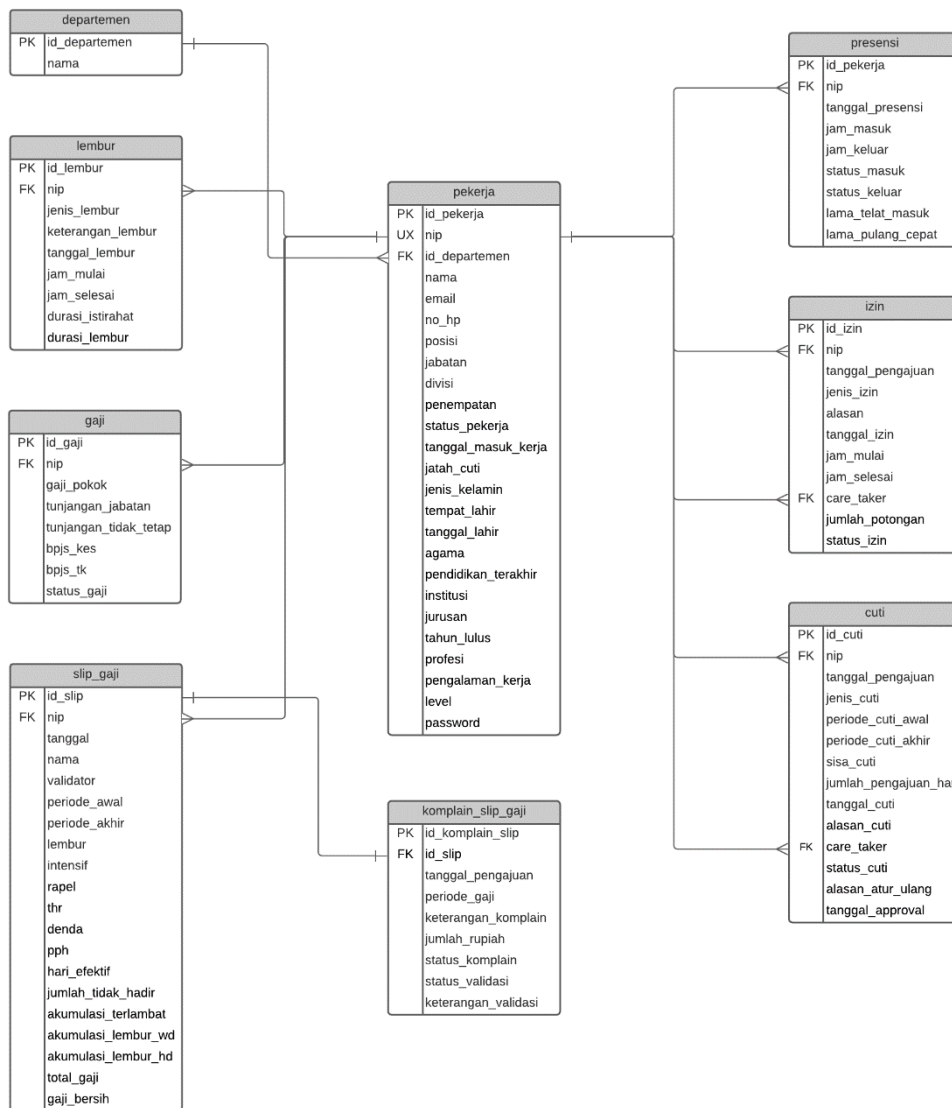 departemen
PK id_departemen
nama
lembur
PK id_lembur
FK nip
jenis_lembur
keterangan_lembur
tanggal_lembur
jam_mulai
jam_selesai
durasi_istirahat
durasi_lembur
gaji
PK id_gaji
FK nip
gaji_pokok
tunjangan_jabatan
tunjangan_tidak_tetap
bpjs_kes
bpjs_tk
status_gaji
slip_gaji
PK id_slip
FK nip
tanggal
nama
validator
periode_awal
periode_akhir
lembur
intensif
rapel
thr
denda
pph
hari_efektif
jumlah_tidak_hadir
akumulasi_terlambat
akumulasi_lembur_wd
akumulasi_lembur_hd
total_gaji
gaji_bersih
pekerja
PK id_pekerja
UX nip
FK id_departemen
nama
email
no_hp
posisi
jabatan
divisi
penempatan
status_pekerja
tanggal_masuk_kerja
jatah_cuti
jenis_kelamin
tempat_lahir
tanggal_lahir
agama
pendidikan_terakhir
institusi
jurusan
tahun_lulus
profesi
pengalaman_kerja
level
password
komplain_slip_gaji
PK id_komplain_slip
FK id_slip
tanggal_pengajuan
periode_gaji
keterangan_komplain
jumlah_rupiah
status_komplain
status_validasi
keterangan_validasi
presensi
PK id_pekerja
FK nip
tanggal_presensi
jam_masuk
jam_keluar
status_masuk
status_keluar
lama_telat_masuk
lama_pulang_cepat
izin
PK id_izin
FK nip
tanggal_pengajuan
jenis_izin
alasan
tanggal_izin
jam_mulai
jam_selesai
FK care_taker
jumlah_potongan
status_izin
cuti
PK id_cuti
FK nip
tanggal_pengajuan
jenis_cuti
periode_cuti_awal
periode_cuti_akhir
sisa_cuti
jumlah_pengajuan_har
tanggal_cuti
alasan_cuti
FK care_taker
status_cuti
alasan_atur_ulang
tanggal_approval